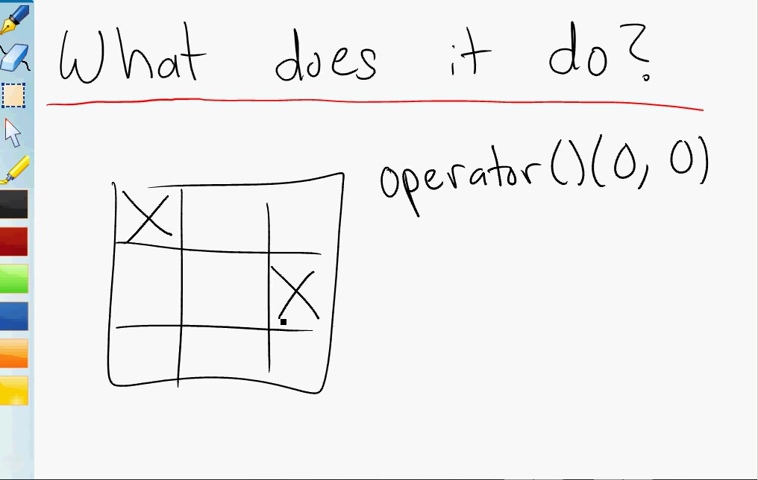 What does it do?
operator()(0, 0)
X
X